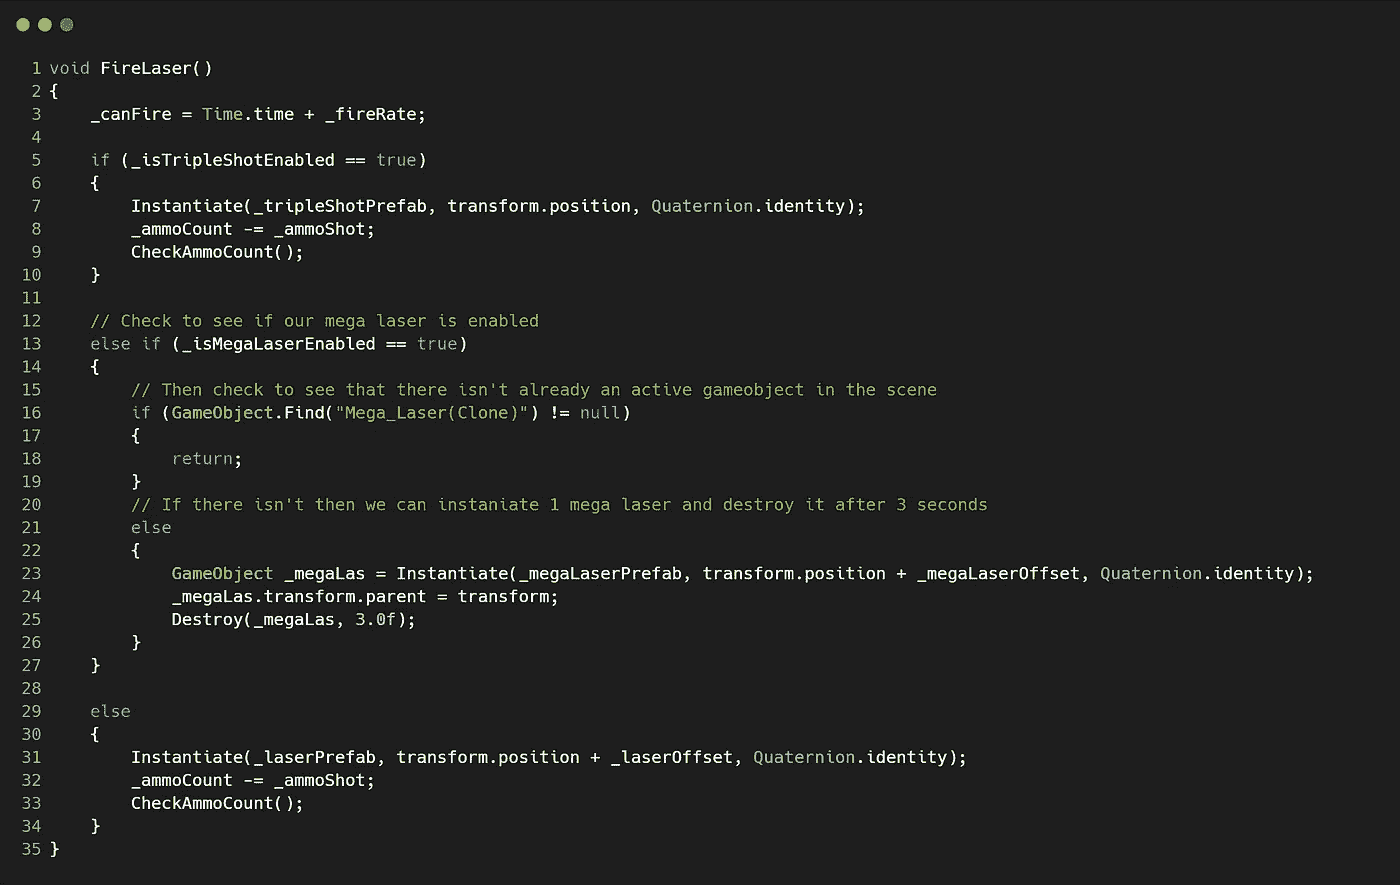 1 void FireLaser()
2 {
3     _canFire = Time.time + _fireRate;
4
5     if (_isTripleShotEnabled == true)
6     {
7         Instantiate(_tripleShotPrefab, transform.position, Quaternion.identity);
8         _ammoCount -= _ammoShot;
9         CheckAmmoCount();
10     }
11
12     // Check to see if our mega laser is enabled
13     else if (_isMegaLaserEnabled == true)
14     {
15         // Then check to see that there isn't already an active gameobject in the scene
16         if (GameObject.Find("Mega_Laser(Clone)") != null)
17         {
18             return;
19         }
20         // If there isn't then we can instaniate 1 mega laser and destroy it after 3 seconds
21         else
22         {
23             GameObject _megaLas = Instantiate(_megaLaserPrefab, transform.position + _megaLaserOffset, Quaternion.identity);
24             _megaLas.transform.parent = transform;
25             Destroy(_megaLas, 3.0f);
26         }
27     }
28
29     else
30     {
31         Instantiate(_laserPrefab, transform.position + _laserOffset, Quaternion.identity);
32         _ammoCount -= _ammoShot;
33         CheckAmmoCount();
34     }
35 }